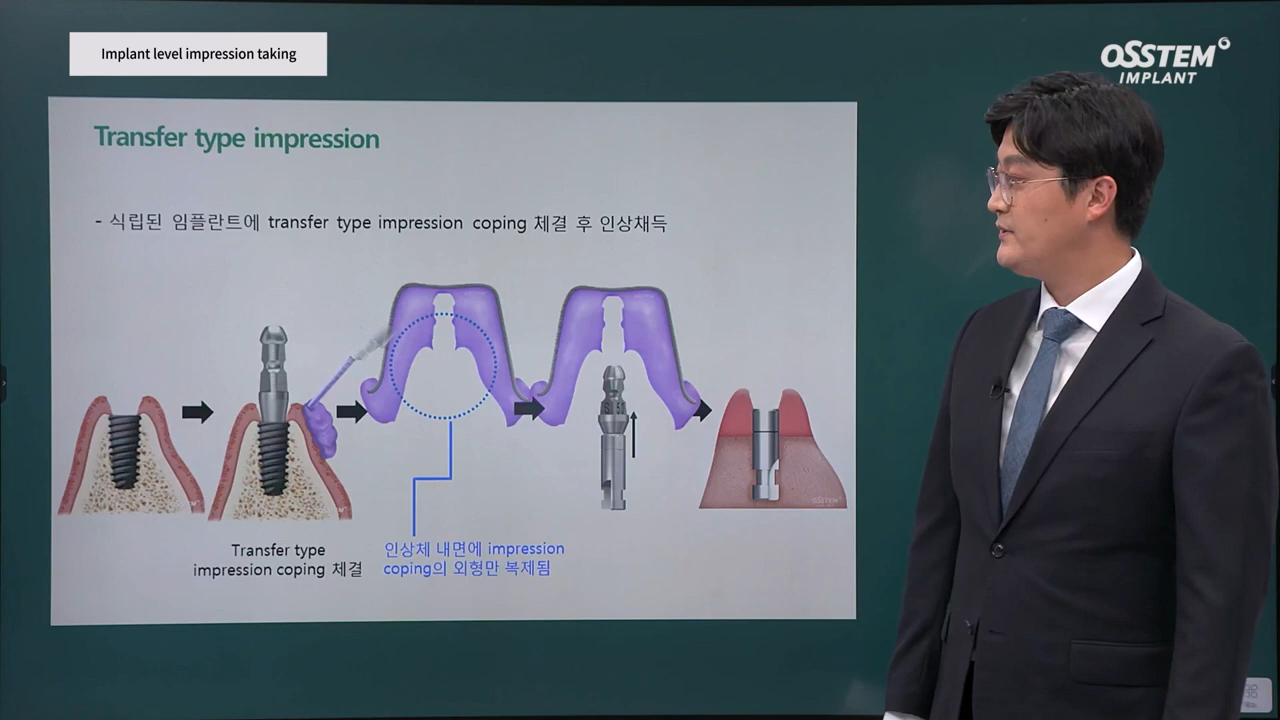 Implant level impression taking
OSSTEM
IMPLANT
Transfer type impression
- 식립된 임플란트에 transfer type impression coping 체결 후 인상채득
OSSTEM
Transfer type
impression coping 체결
인상체 내면에 impression
coping의 외형만 복제됨